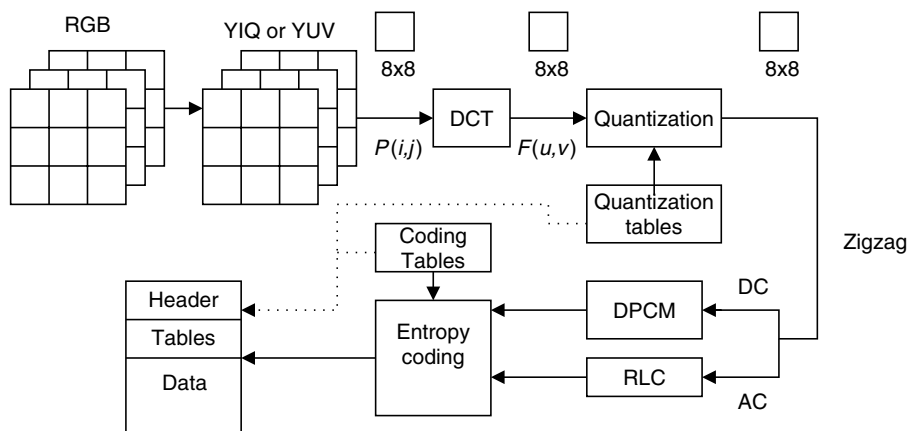 RGB
YIQ or YUV
8x8
8x8
8x8
DCT
Quantization
P(i,j)
F(u,v)
Quantization
tables
Zigzag
Coding
Tables
Header
Tables
Data
Entropy
coding
DPCM
DC
RLC
AC